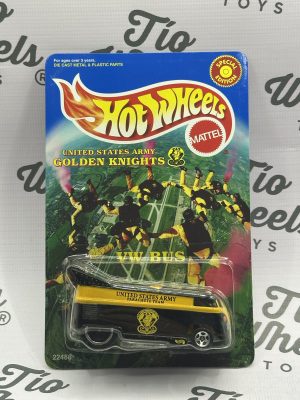 Tio
Wheels
TOYS
For ages over 3 years.
DIE CAST METAL & PLASTIC PARTS
SPECIAL
EDITION
HOT WHEELS
MATTEL
UNITED STATES ARMY
GOLDEN KNIGHTS
VW BUS
UNITED STATES ARMY
PARACHUTE TEAM